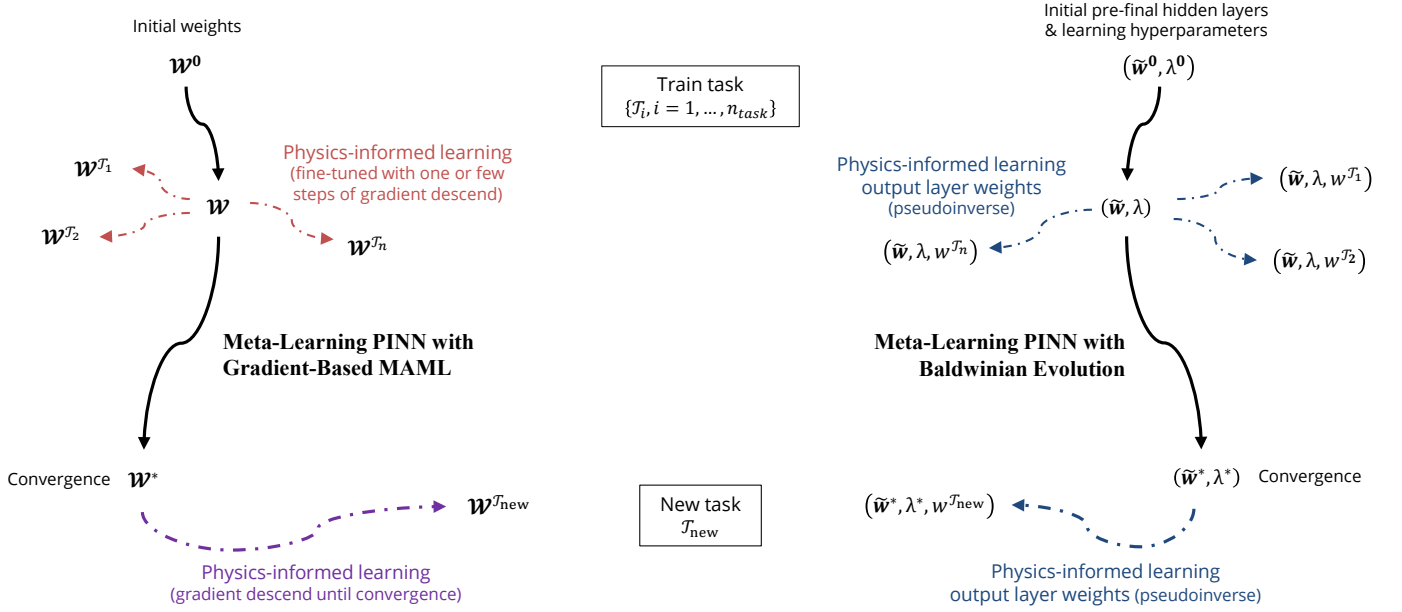 Initial weights
𝓦⁰
Physics-informed learning
(fine-tuned with one or few
steps of gradient descend)
𝓦^𝒯₁
𝓦
𝓦^𝒯₂
𝓦^𝒯ₙ
Meta-Learning PINN with
Gradient-Based MAML
Convergence 𝓦*
𝓦^𝒯new
Physics-informed learning
(gradient descend until convergence)
Train task
{𝒯ᵢ, i = 1, … , n_task}
New task
𝒯new
Initial pre-final hidden layers
& learning hyperparameters
(w̃⁰, λ⁰)
Physics-informed learning
output layer weights
(pseudoinverse)
(w̃, λ, w^𝒯₁)
(w̃, λ)
(w̃, λ, w^𝒯ₙ)
(w̃, λ, w^𝒯₂)
Meta-Learning PINN with
Baldwinian Evolution
(w̃*, λ*) Convergence
(w̃*, λ*, w^𝒯new)
Physics-informed learning
output layer weights (pseudoinverse)